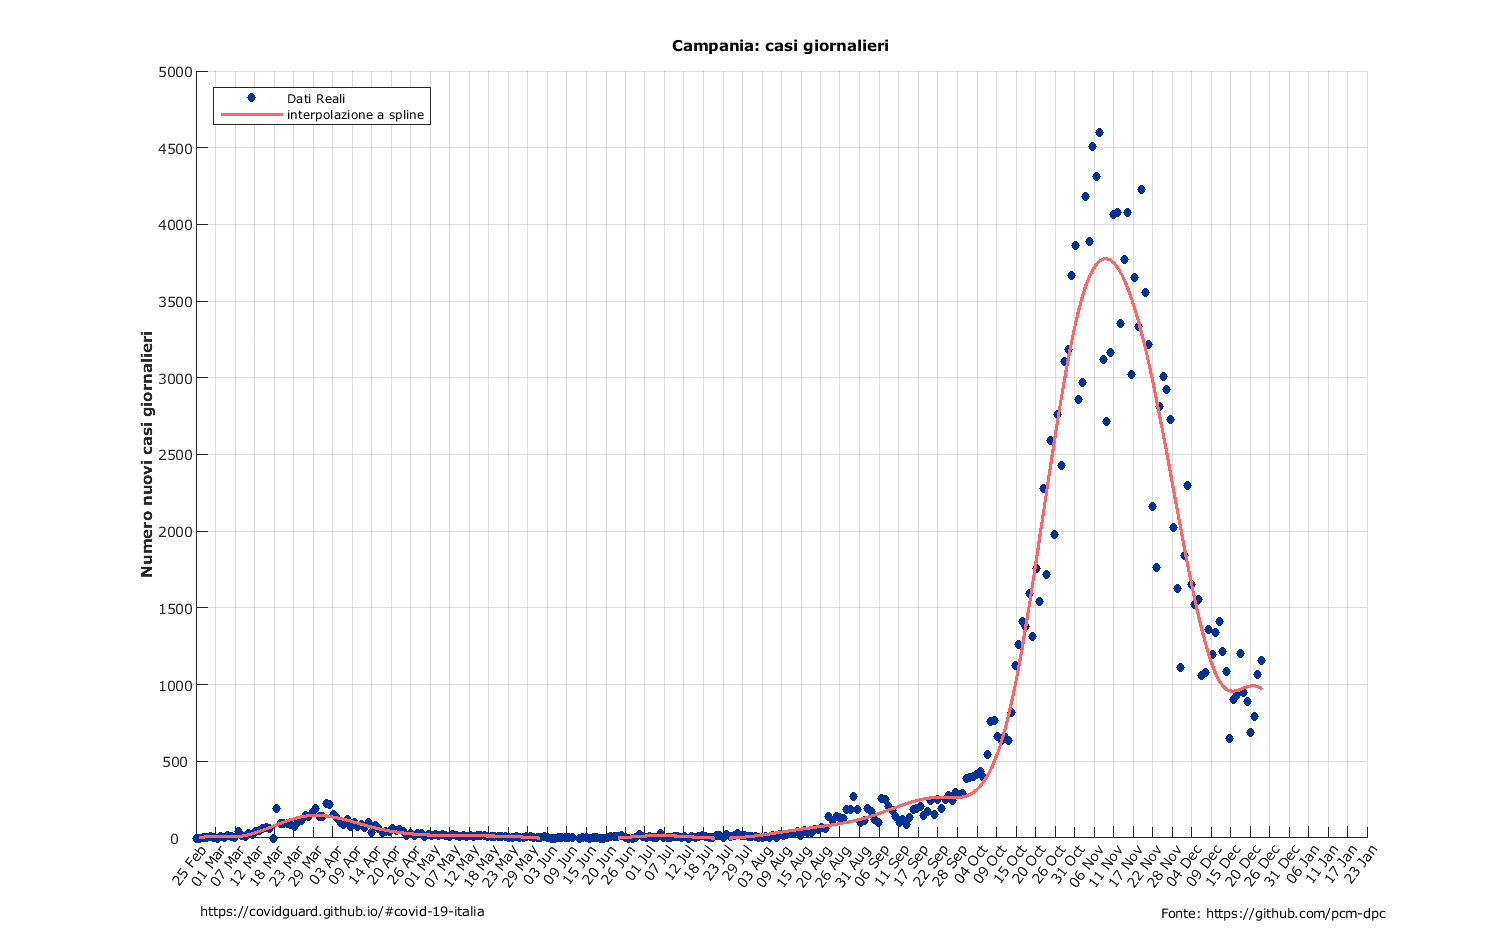 Campania: casi giornalieri
Dati Reali
interpolazione a spline
Numero nuovi casi giornalieri
5000
4500
4000
3500
3000
2500
2000
1500
1000
500
0
25 Feb
01 Mar
07 Mar
12 Mar
18 Mar
23 Mar
29 Mar
03 Apr
09 Apr
14 Apr
20 Apr
26 Apr
01 May
07 May
12 May
18 May
23 May
29 May
03 Jun
09 Jun
15 Jun
20 Jun
26 Jun
01 Jul
07 Jul
12 Jul
18 Jul
23 Jul
29 Jul
03 Aug
09 Aug
15 Aug
20 Aug
26 Aug
31 Aug
06 Sep
11 Sep
17 Sep
22 Sep
28 Sep
04 Oct
09 Oct
15 Oct
20 Oct
26 Oct
31 Oct
06 Nov
11 Nov
17 Nov
22 Nov
28 Nov
04 Dec
09 Dec
15 Dec
20 Dec
26 Dec
31 Dec
06 Jan
11 Jan
17 Jan
23 Jan
https://covidguard.github.io/#covid-19-italia
Fonte: https://github.com/pcm-dpc